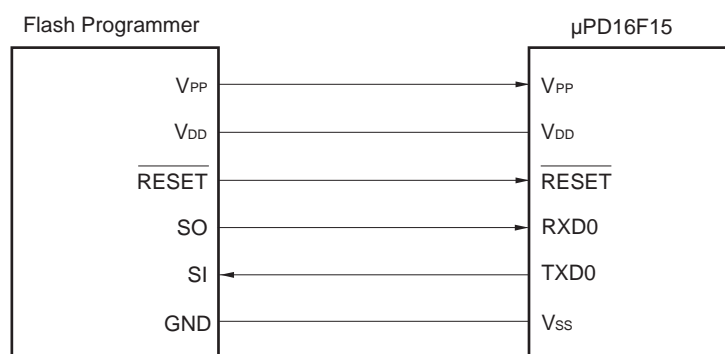 Flash Programmer µPD16F15
VPP VPP
VDD VDD
RESET RESET
SO RXD0
SI TXD0
GND VSS